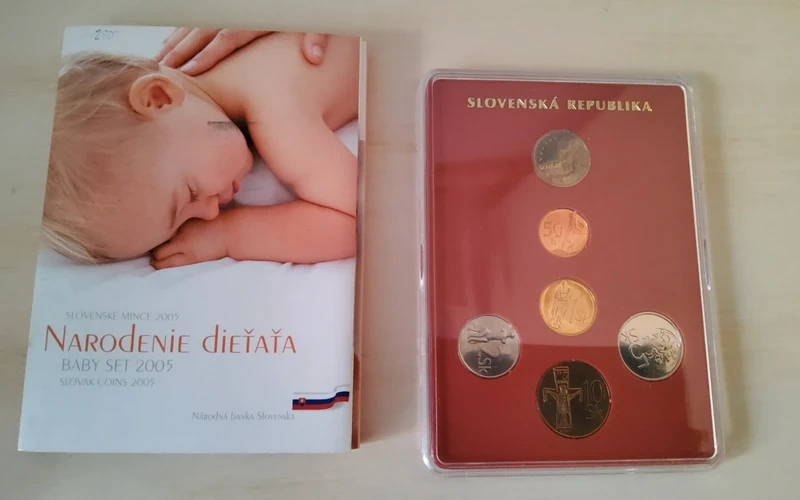 SLOVENSKÉ MINCE 2005
NARODENIE DIEŤAŤA
BABY SET 2005
SLOVAK COINS 2005
Národná banka Slovenska
SLOVENSKÁ REPUBLIKA
50
1 Sk
2 Sk
5
10
Sk